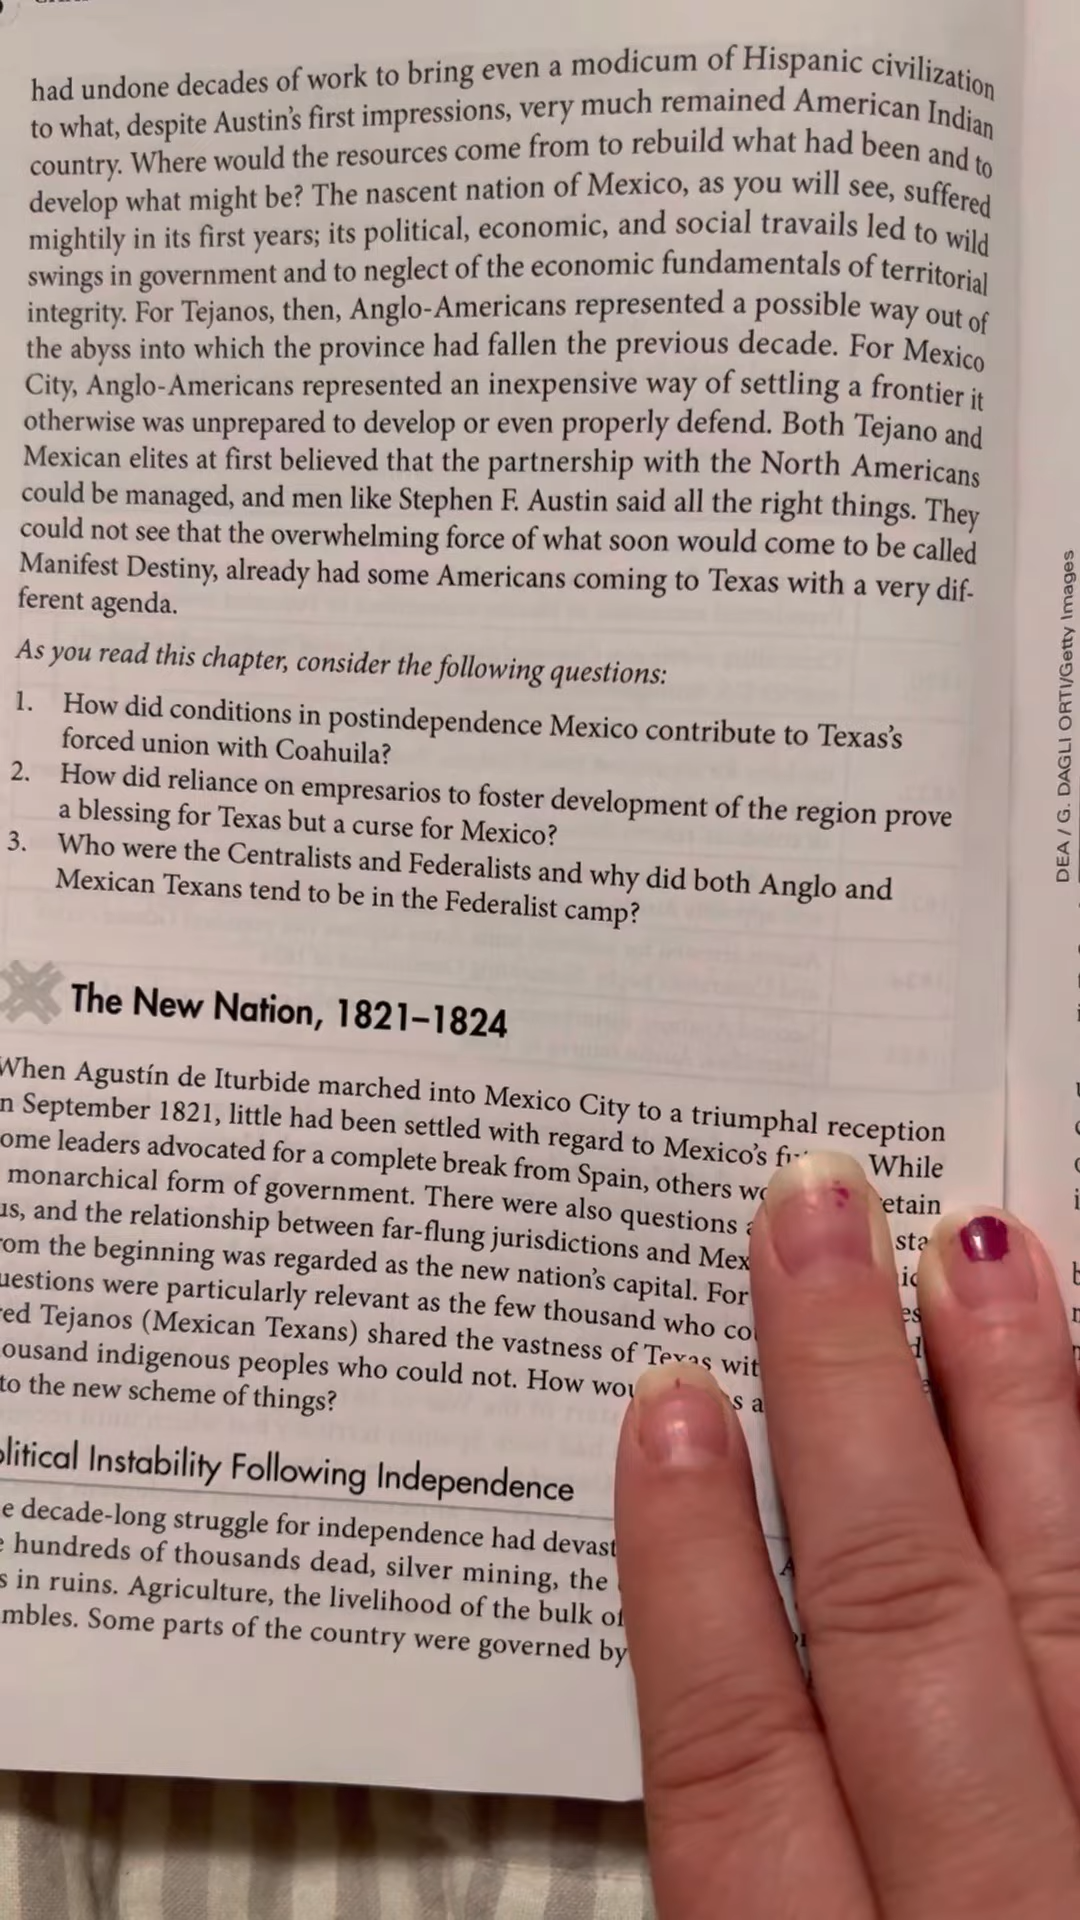 had undone decades of work to bring even a modicum of Hispanic civilization
to what, despite Austin's first impressions, very much remained American Indian
country. Where would the resources come from to rebuild what had been and to
develop what might be? The nascent nation of Mexico, as you will see, suffered
mightily in its first years; its political, economic, and social travails led to wild
swings in government and to neglect of the economic fundamentals of territorial
integrity. For Tejanos, then, Anglo-Americans represented a possible way out of
the abyss into which the province had fallen the previous decade. For Mexico
City, Anglo-Americans represented an inexpensive way of settling a frontier it
otherwise was unprepared to develop or even properly defend. Both Tejano and
Mexican elites at first believed that the partnership with the North Americans
could be managed, and men like Stephen F. Austin said all the right things. They
could not see that the overwhelming force of what soon would come to be called
Manifest Destiny, already had some Americans coming to Texas with a very dif-
ferent agenda.
As you read this chapter, consider the following questions:
1. How did conditions in postindependence Mexico contribute to Texas's
forced union with Coahuila?
2. How did reliance on empresarios to foster development of the region prove
a blessing for Texas but a curse for Mexico?
3. Who were the Centralists and Federalists and why did both Anglo and
Mexican Texans tend to be in the Federalist camp?
The New Nation, 1821–1824
When Agustín de Iturbide marched into Mexico City to a triumphal reception
n September 1821, little had been settled with regard to Mexico's While
ome leaders advocated for a complete break from Spain, others etain
monarchical form of government. There were also questions sta
us, and the relationship between far-flung jurisdictions and Mex
rom the beginning was regarded as the new nation's capital. For
uestions were particularly relevant as the few thousand who co
red Tejanos (Mexican Texans) shared the vastness of Texas wit
ousand indigenous peoples who could not. How wou
to the new scheme of things?
olitical Instability Following Independence
e decade-long struggle for independence had devast
e hundreds of thousands dead, silver mining, the
s in ruins. Agriculture, the livelihood of the bulk of
mbles. Some parts of the country were governed by
DEA / G. DAGLI ORTI/Getty Images